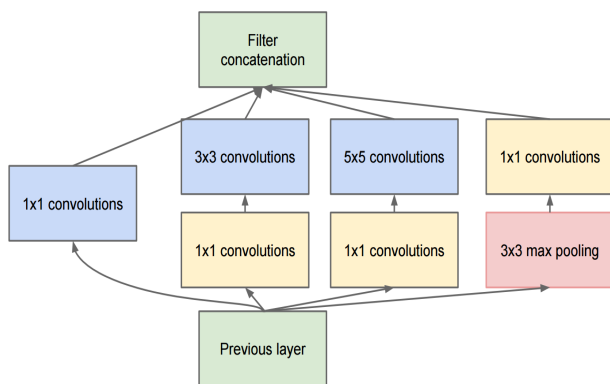 Filter
concatenation
3x3 convolutions
5x5 convolutions
1x1 convolutions
1x1 convolutions
1x1 convolutions
1x1 convolutions
3x3 max pooling
Previous layer